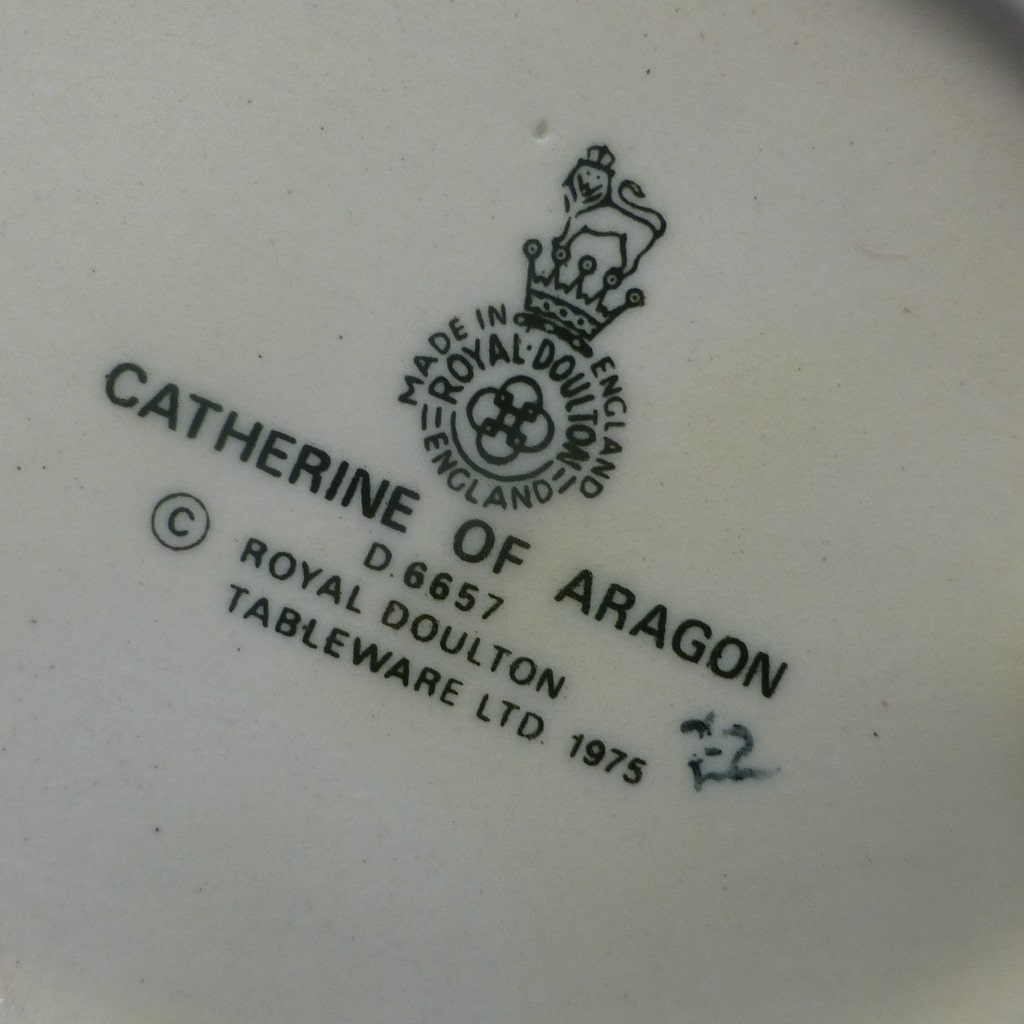 MADE IN ENGLAND
ROYAL·DOULTON
ENGLAND
CATHERINE OF ARAGON
D.6657
© ROYAL DOULTON
TABLEWARE LTD. 1975